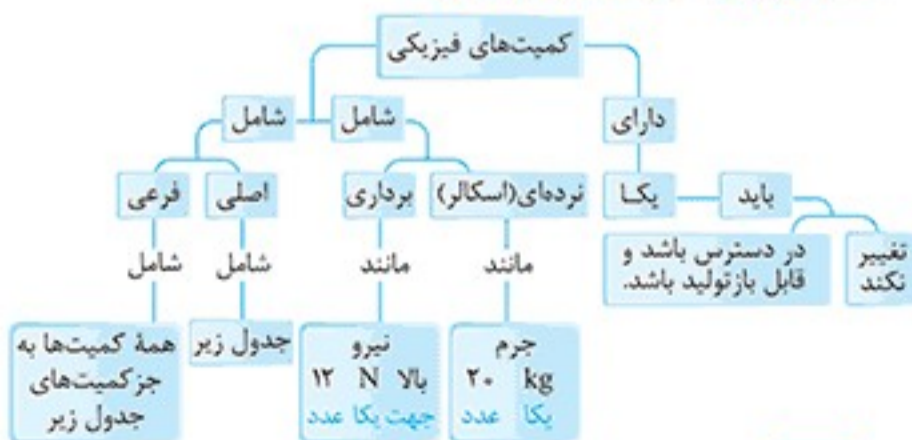 کمیت‌های فیزیکی
دارای
شامل
شامل
باید
یکا
نرده‌ای(اسکالر)
برداری
اصلی
فرعی
تغییر
نکند
در دسترس باشد و
قابل بازتولید باشد.
مانند
مانند
شامل
شامل
جرم
۲۰ kg
یکا عدد
نیرو
بالا N ۱۲
جهت یکا عدد
جدول زیر
همهٔ کمیت‌ها به
جز کمیت‌های
جدول زیر